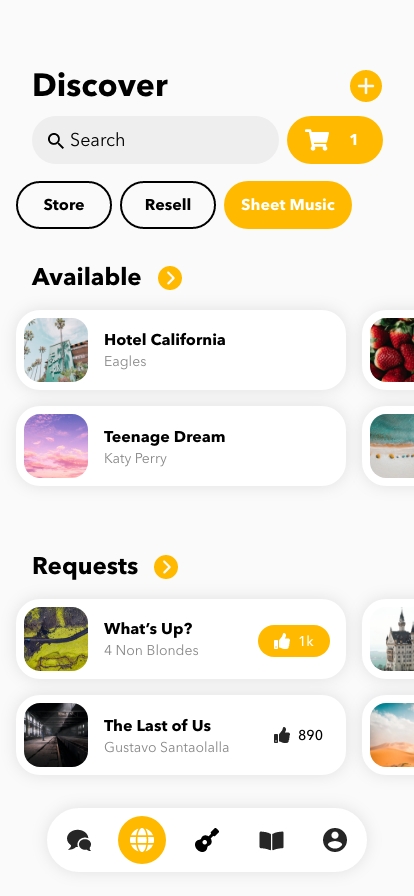 Discover
Search
1
Store
Resell
Sheet Music
Available
Hotel California
Eagles
Teenage Dream
Katy Perry
Requests
What’s Up?
4 Non Blondes
1k
The Last of Us
Gustavo Santaolalla
890